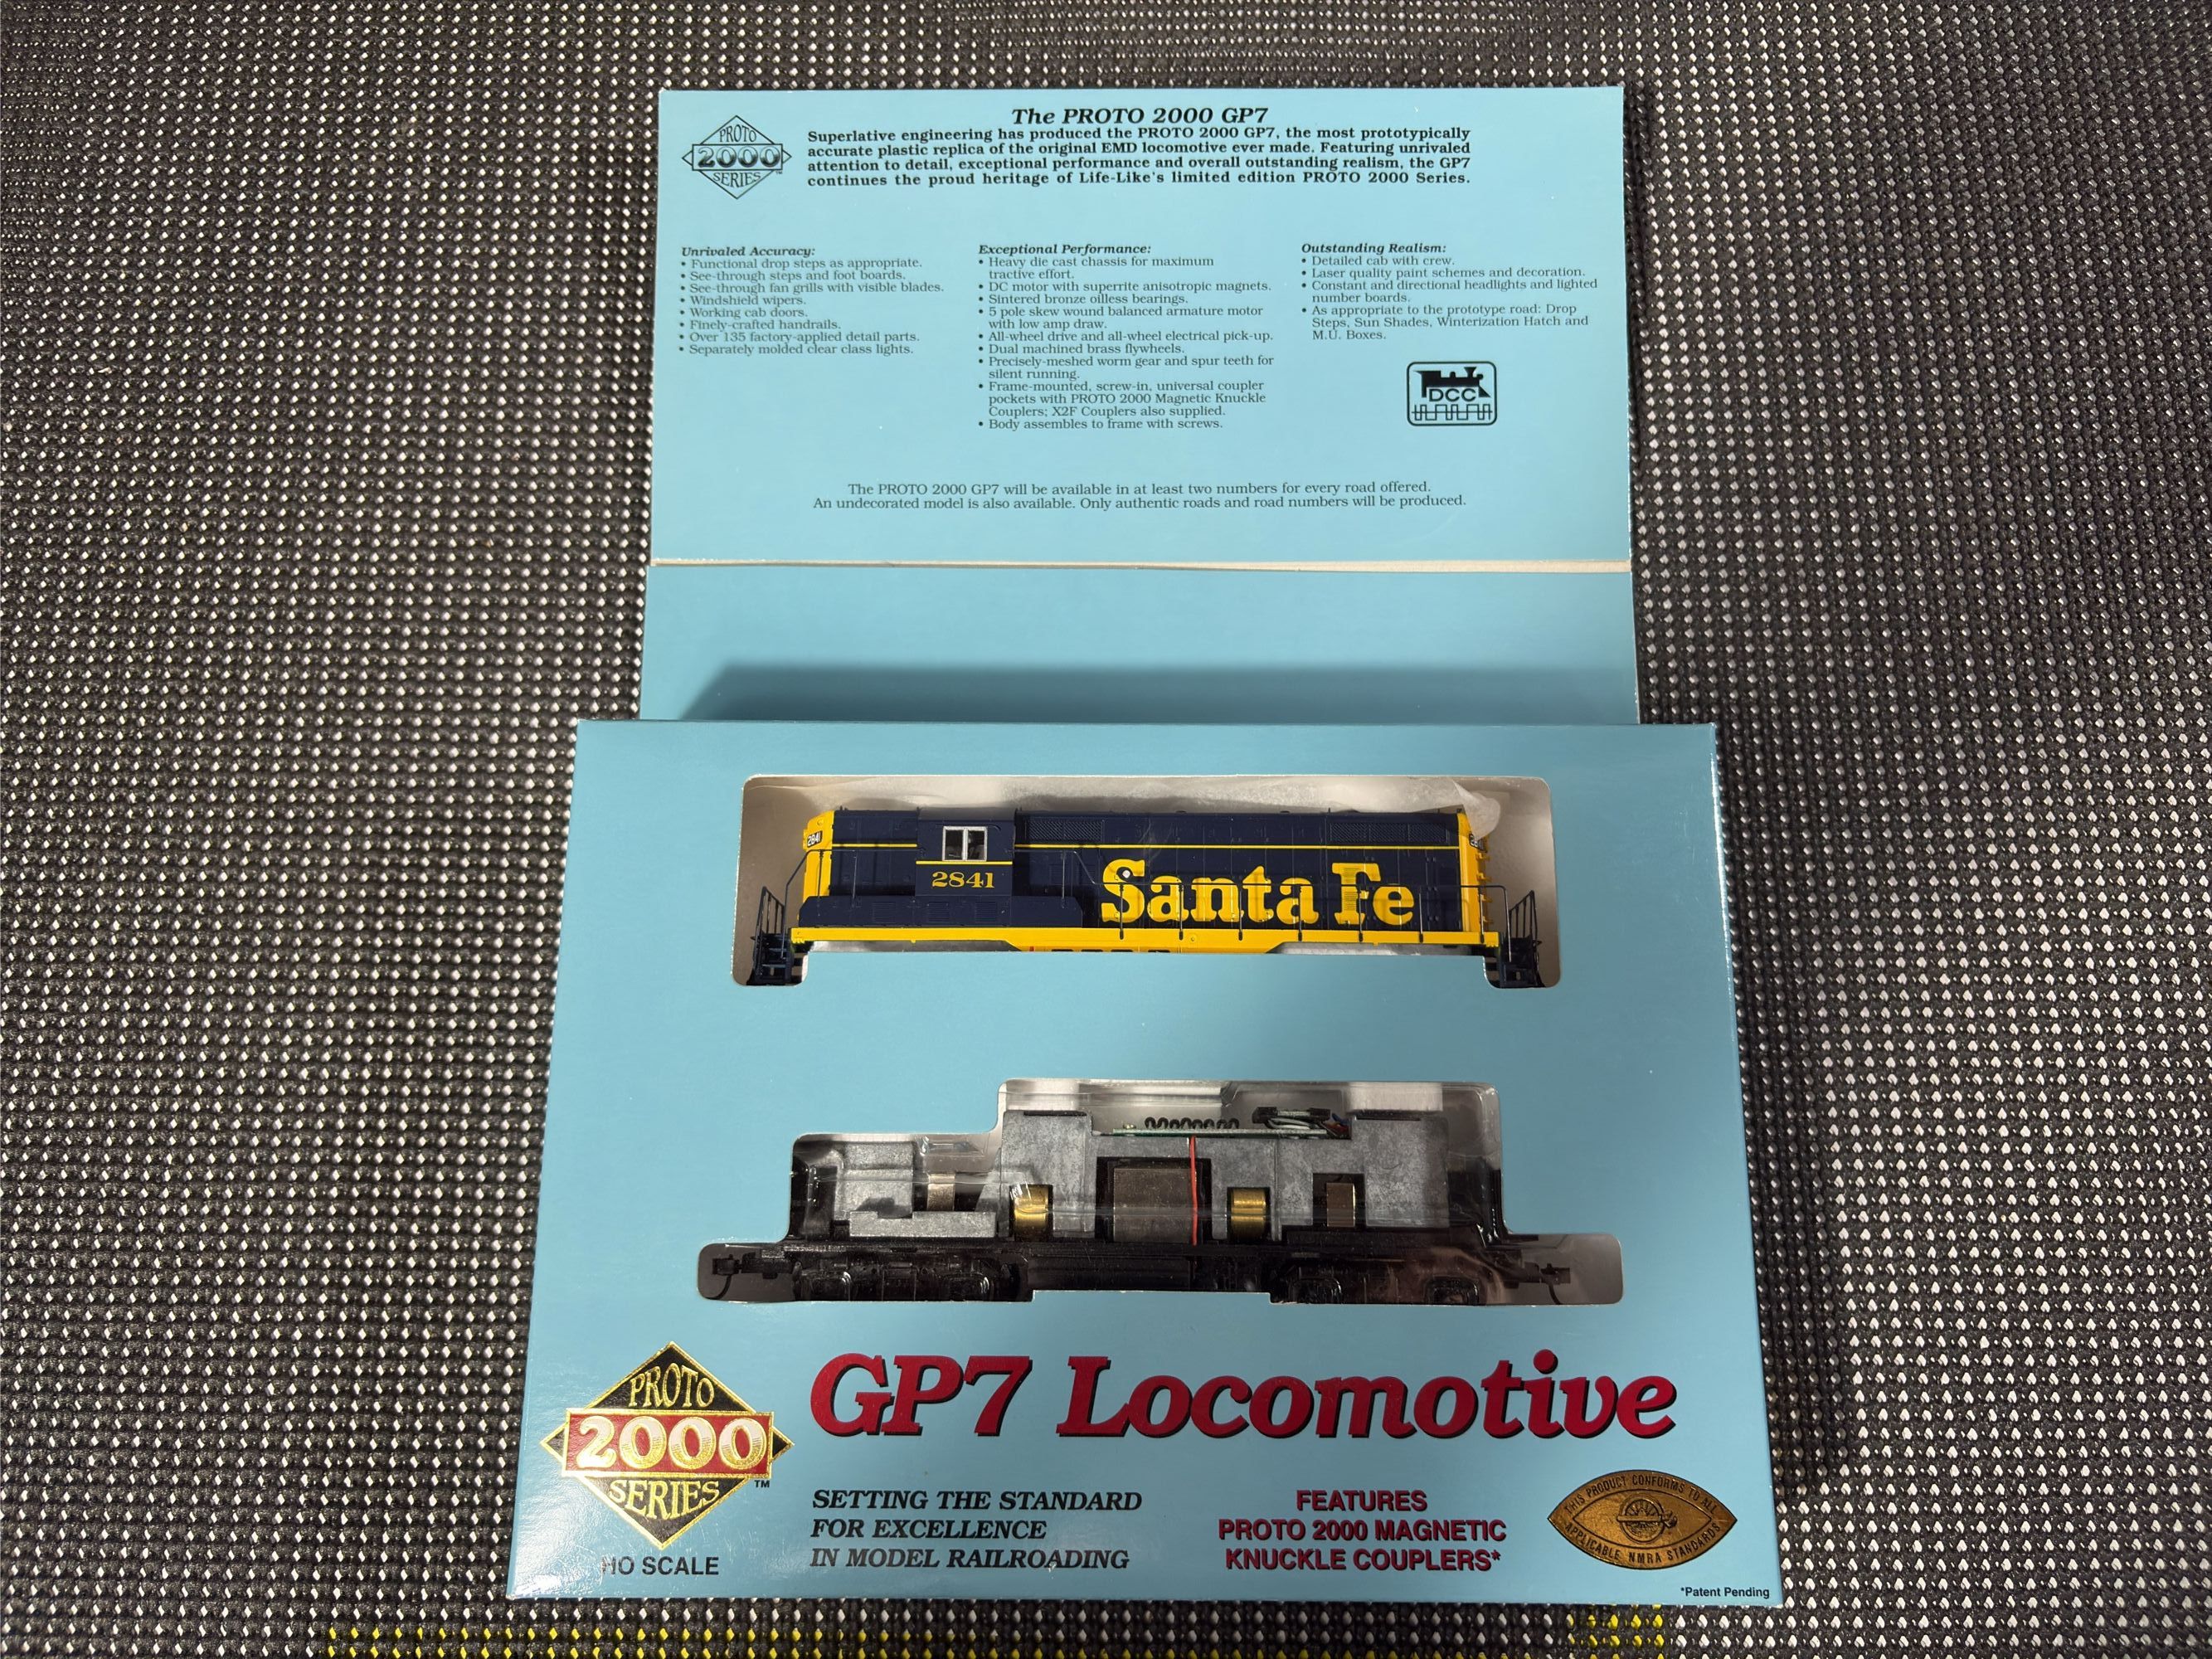 The PROTO 2000 GP7
PROTO
2000
SERIES
Superlative engineering has produced the PROTO 2000 GP7, the most prototypically
accurate plastic replica of the original EMD locomotive ever made. Featuring unrivaled
attention to detail, exceptional performance and overall outstanding realism, the GP7
continues the proud heritage of Life-Like's limited edition PROTO 2000 Series.
Unrivaled Accuracy:
• Functional drop steps as appropriate.
• See-through steps and foot boards.
• See-through fan grills with visible blades.
• Windshield wipers.
• Working cab doors.
• Finely-crafted handrails.
• Over 135 factory-applied detail parts.
• Separately molded clear class lights.
Exceptional Performance:
• Heavy die cast chassis for maximum
tractive effort.
• DC motor with superrite anisotropic magnets.
• Sintered bronze oilless bearings.
• 5 pole skew wound balanced armature motor
with low amp draw.
• All-wheel drive and all-wheel electrical pick-up.
• Dual machined brass flywheels.
• Precisely-meshed worm gear and spur teeth for
silent running.
• Frame-mounted, screw-in, universal coupler
pockets with PROTO 2000 Magnetic Knuckle
Couplers; X2F Couplers also supplied.
• Body assembles to frame with screws.
Outstanding Realism:
• Detailed cab with crew.
• Laser quality paint schemes and decoration.
• Constant and directional headlights and lighted
number boards.
• As appropriate to the prototype road: Drop
Steps, Sun Shades, Winterization Hatch and
M.U. Boxes.
DCC
The PROTO 2000 GP7 will be available in at least two numbers for every road offered.
An undecorated model is also available. Only authentic roads and road numbers will be produced.
2841
2841
Santa Fe
PROTO
2000
SERIES
TM
HO SCALE
GP7 Locomotive
SETTING THE STANDARD
FOR EXCELLENCE
IN MODEL RAILROADING
FEATURES
PROTO 2000 MAGNETIC
KNUCKLE COUPLERS*
THIS PRODUCT CONFORMS TO ALL
APPLICABLE NMRA STANDARDS
*Patent Pending